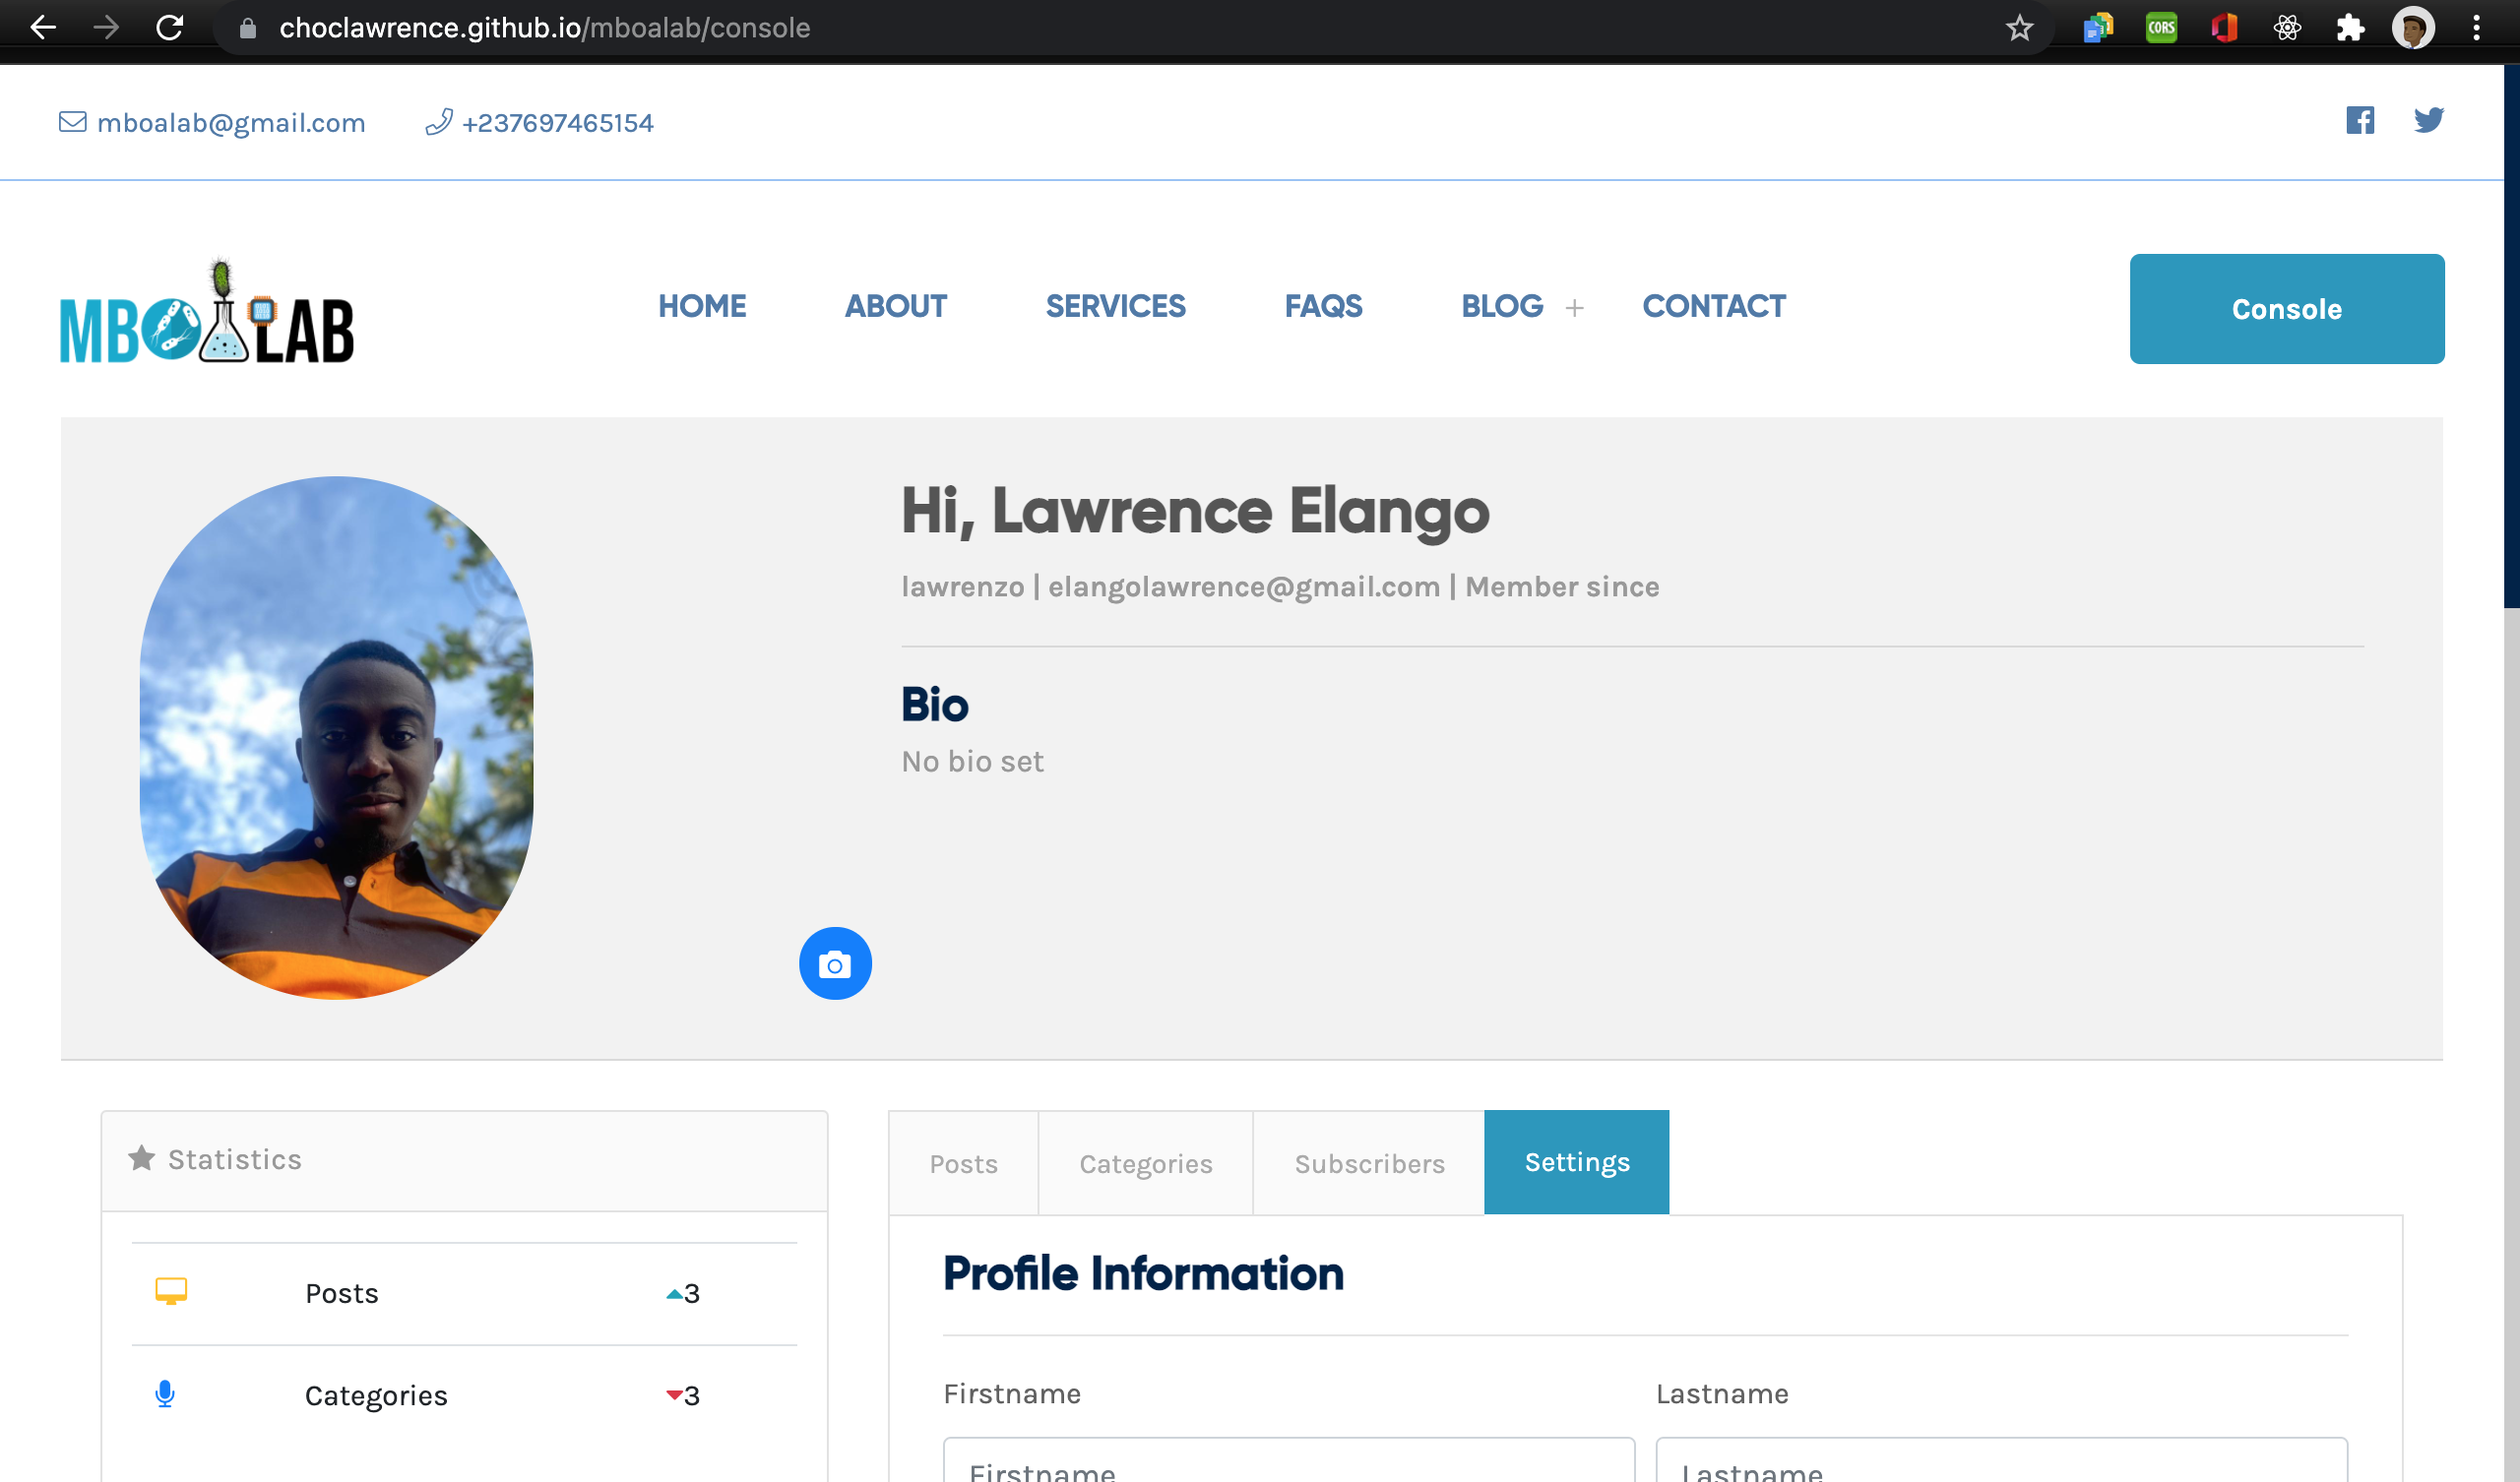 choclawrence.github.io/mboalab/console
CORS
mboalab@gmail.com +237697465154
MBOALAB
HOME ABOUT SERVICES FAQS BLOG + CONTACT
Console
Hi, Lawrence Elango
lawrenzo | elangolawrence@gmail.com | Member since
Bio
No bio set
Statistics
Posts Categories Subscribers Settings
Profile Information
Posts 3
Categories 3
Firstname Lastname
Firstname Lastname